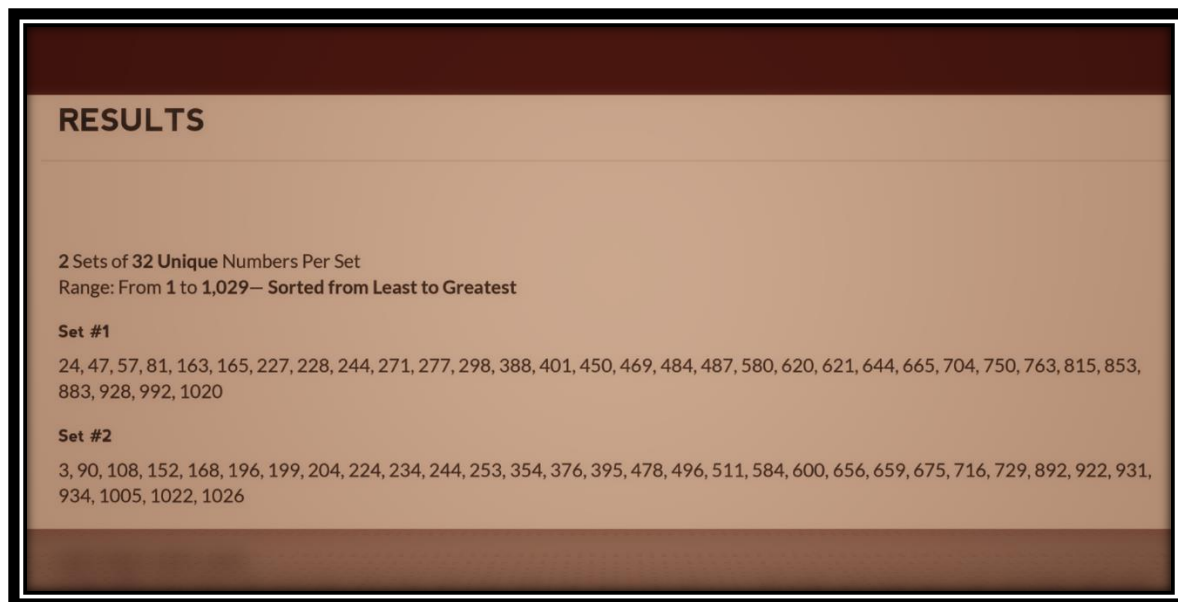 RESULTS
2 Sets of 32 Unique Numbers Per Set
Range: From 1 to 1,029— Sorted from Least to Greatest
Set #1
24, 47, 57, 81, 163, 165, 227, 228, 244, 271, 277, 298, 388, 401, 450, 469, 484, 487, 580, 620, 621, 644, 665, 704, 750, 763, 815, 853,
883, 928, 992, 1020
Set #2
3, 90, 108, 152, 168, 196, 199, 204, 224, 234, 244, 253, 354, 376, 395, 478, 496, 511, 584, 600, 656, 659, 675, 716, 729, 892, 922, 931,
934, 1005, 1022, 1026